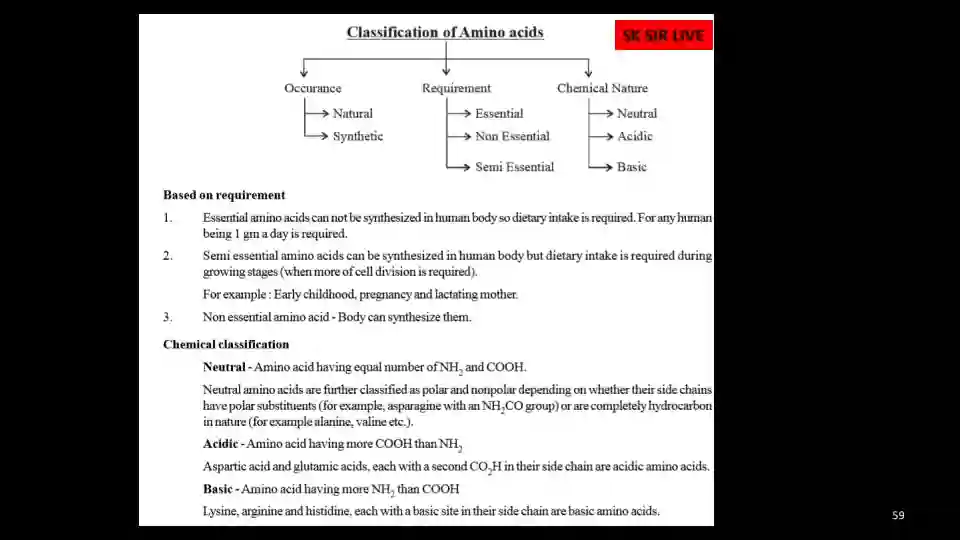 Classification of Amino acids
SK SIR LIVE
Occurance Requirement Chemical Nature
Natural Essential Neutral
Synthetic Non Essential Acidic
Semi Essential Basic
Based on requirement
1. Essential amino acids can not be synthesized in human body so dietary intake is required. For any human
being 1 gm a day is required.
2. Semi essential amino acids can be synthesized in human body but dietary intake is required during
growing stages (when more of cell division is required).
For example : Early childhood, pregnancy and lactating mother.
3. Non essential amino acid - Body can synthesize them.
Chemical classification
Neutral - Amino acid having equal number of NH₂ and COOH.
Neutral amino acids are further classified as polar and nonpolar depending on whether their side chains
have polar substituents (for example, asparagine with an NH₂CO group) or are completely hydrocarbon
in nature (for example alanine, valine etc.).
Acidic - Amino acid having more COOH than NH₂
Aspartic acid and glutamic acids, each with a second CO₂H in their side chain are acidic amino acids.
Basic - Amino acid having more NH₂ than COOH
Lysine, arginine and histidine, each with a basic site in their side chain are basic amino acids.
59